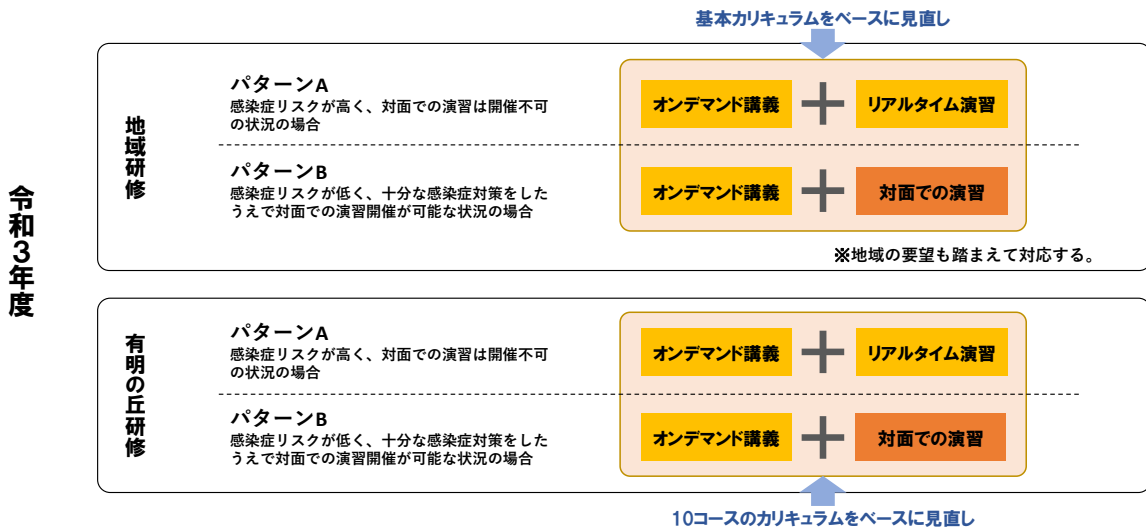 令和3年度
基本カリキュラムをベースに見直し
地域研修
パターンA
感染症リスクが高く、対面での演習は開催不可
の状況の場合
オンデマンド講義
リアルタイム演習
パターンB
感染症リスクが低く、十分な感染症対策をした
うえで対面での演習開催が可能な状況の場合
オンデマンド講義
対面での演習
※地域の要望も踏まえて対応する。
有明の丘研修
パターンA
感染症リスクが高く、対面での演習は開催不可
の状況の場合
オンデマンド講義
リアルタイム演習
パターンB
感染症リスクが低く、十分な感染症対策をした
うえで対面での演習開催が可能な状況の場合
オンデマンド講義
対面での演習
10コースのカリキュラムをベースに見直し